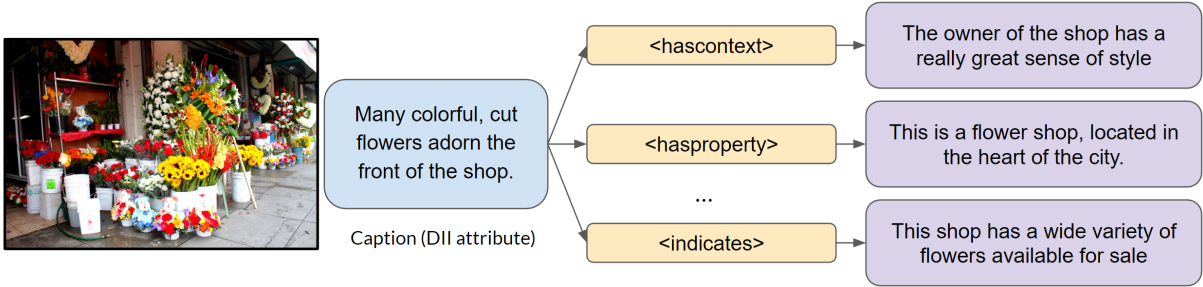 Many colorful, cut
flowers adorn the
front of the shop.
Caption (DII attribute)
<hascontext>
<hasproperty>
...
<indicates>
The owner of the shop has a
really great sense of style
This is a flower shop, located in
the heart of the city.
This shop has a wide variety of
flowers available for sale